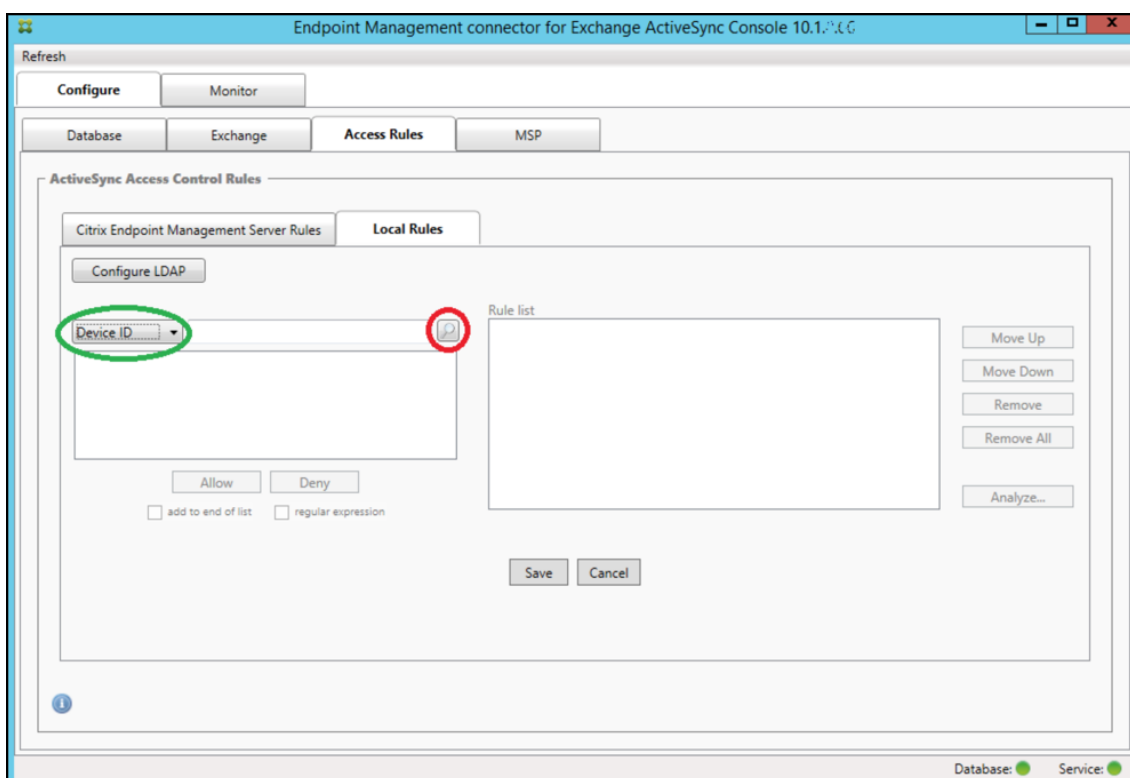 Endpoint Management connector for Exchange ActiveSync Console
Refresh
Configure Monitor
Database Exchange Access Rules MSP
ActiveSync Access Control Rules
Citrix Endpoint Management Server Rules Local Rules
Configure LDAP
Rule list
Device ID
Move Up
Move Down
Remove
Remove All
Allow Deny
Analyze...
add to end of list regular expression
Save Cancel
Database: Service: